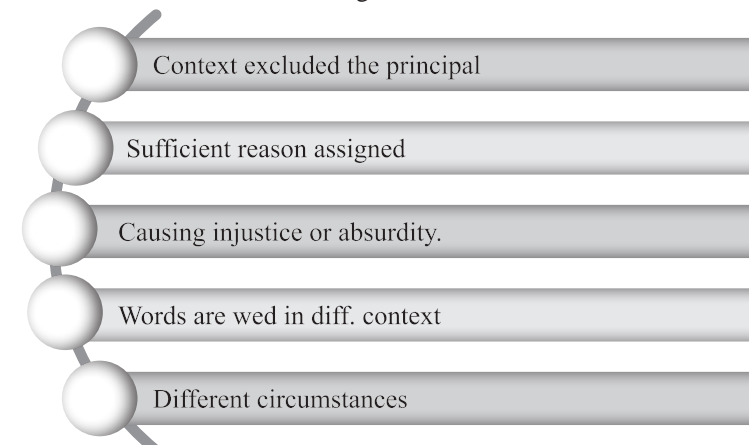 Context excluded the principal
Sufficient reason assigned
Causing injustice or absurdity.
Words are wed in diff. context
Different circumstances